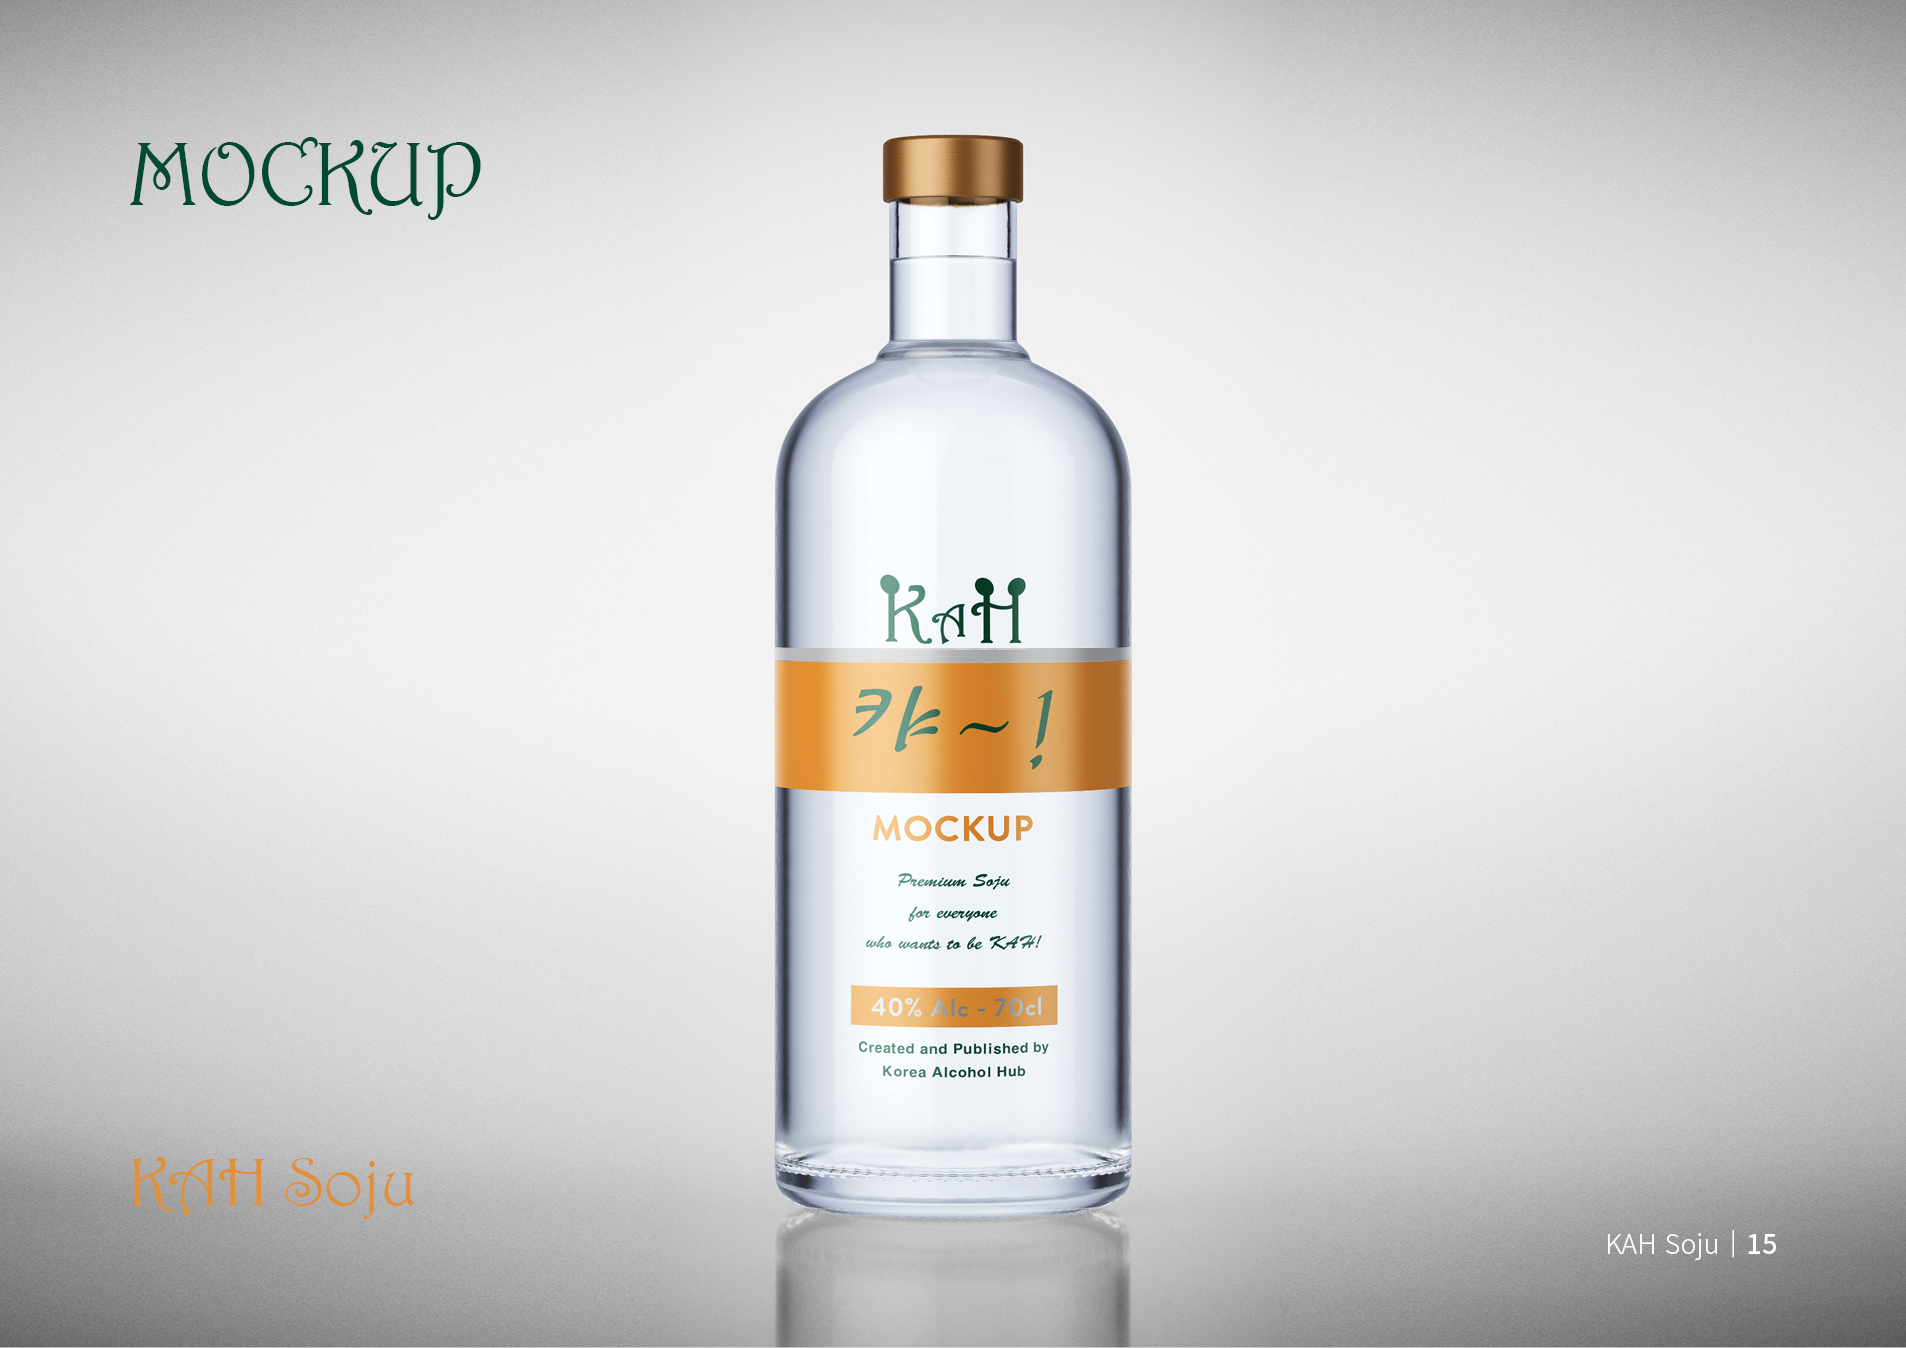 MOCKUP
KAH
캬~!
MOCKUP
Premium Soju
for everyone
who wants to be KAH!
40% Alc - 70cl
Created and Published by
Korea Alcohol Hub
KAH Soju
KAH Soju | 15